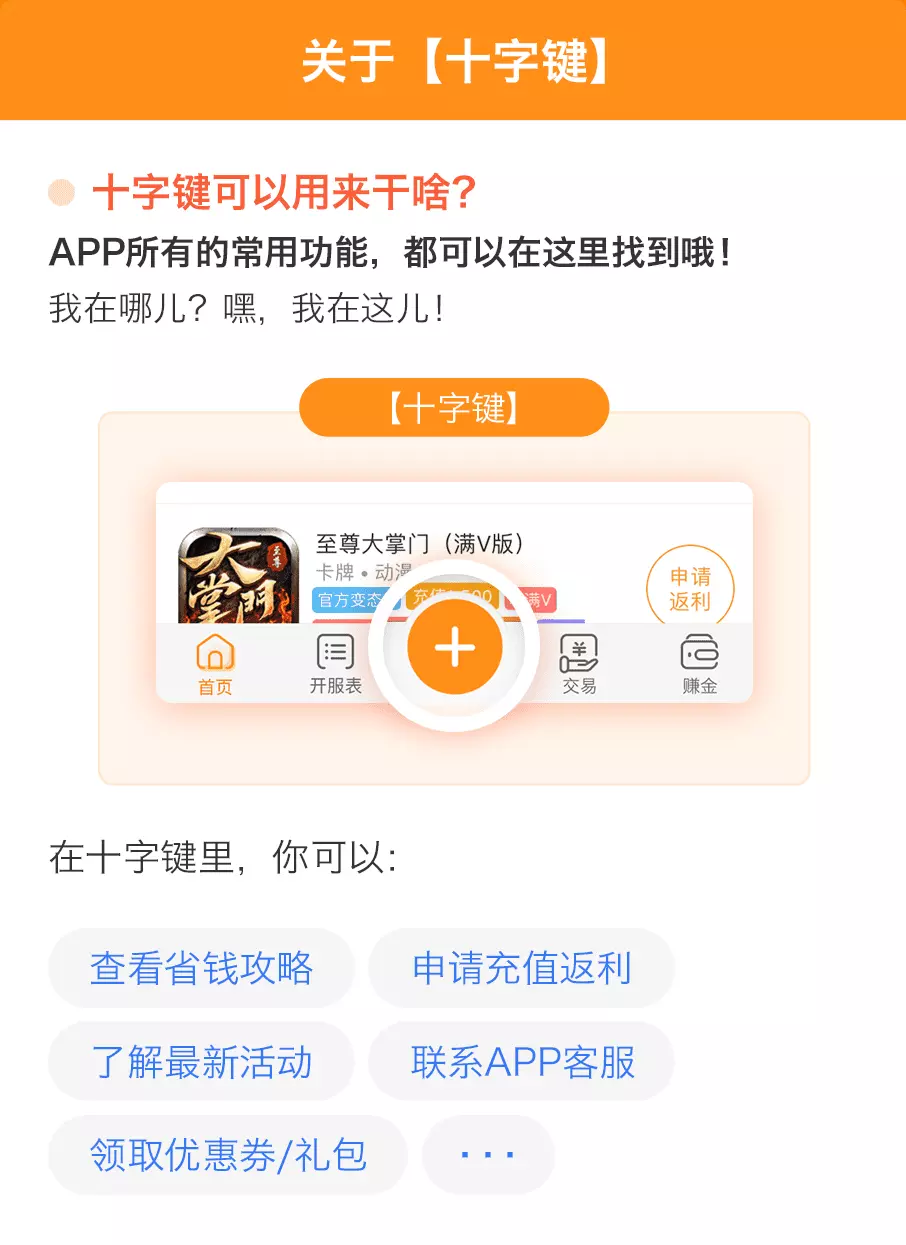 关于【十字键】
十字键可以用来干啥？
APP所有的常用功能，都可以在这里找到哦！
我在哪儿？嘿，我在这儿！
【十字键】
大掌門
至尊
至尊大掌门（满V版）
卡牌 • 动漫
官方变态
满V
申请
返利
首页
开服表
交易
赚金
在十字键里，你可以：
查看省钱攻略
申请充值返利
了解最新活动
联系APP客服
领取优惠券/礼包
···